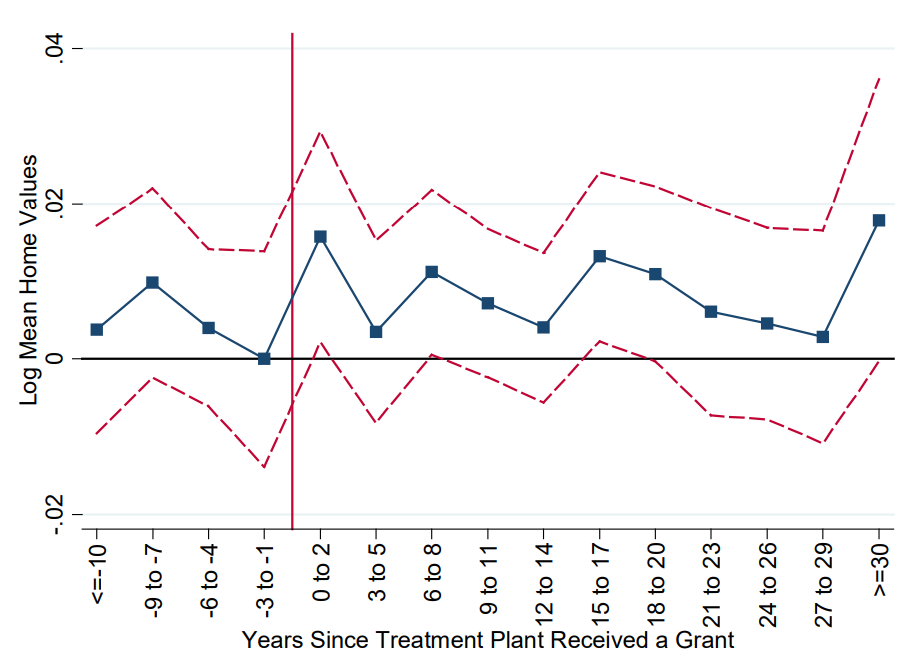 Log Mean Home Values
.04
.02
0
-.02
<=-10
-9 to -7
-6 to -4
-3 to -1
0 to 2
3 to 5
6 to 8
9 to 11
12 to 14
15 to 17
18 to 20
21 to 23
24 to 26
27 to 29
>=30
Years Since Treatment Plant Received a Grant